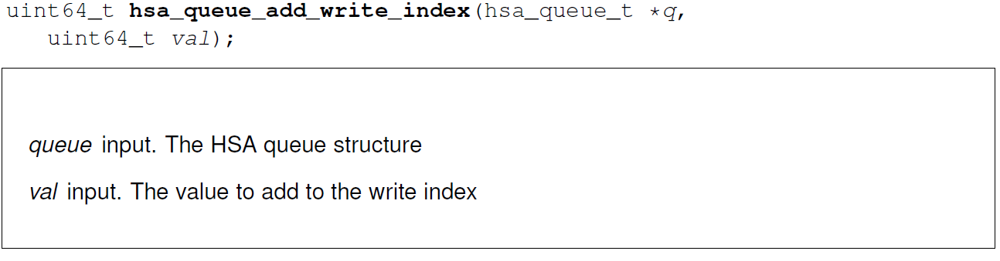 uint64_t hsa_queue_add_write_index(hsa_queue_t *q,
uint64_t val);
queue input. The HSA queue structure
val input. The value to add to the write index